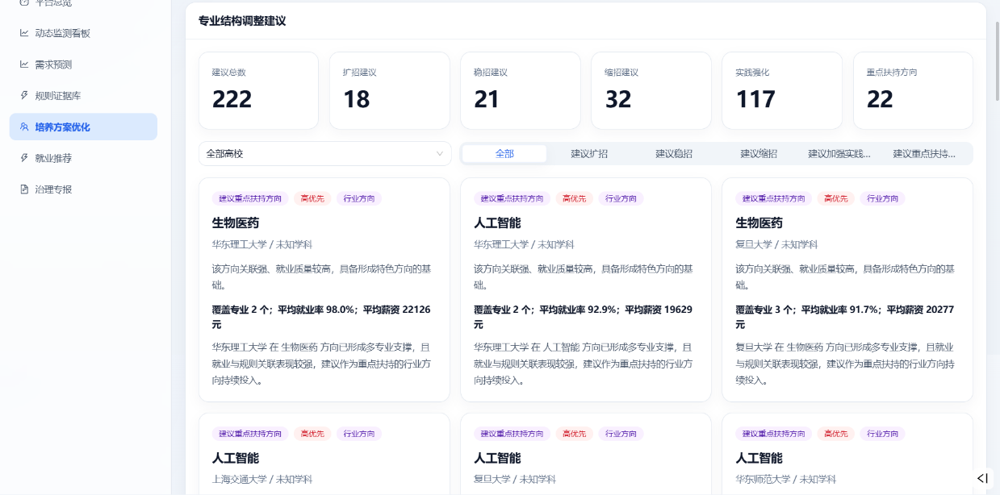 平台总览
动态监测看板
需求预测
规则证据库
培养方案优化
就业推荐
治理专报
专业结构调整建议
建议总数 扩招建议 稳招建议 缩招建议 实践强化 重点扶持方向
222 18 21 32 117 22
全部高校 全部 建议扩招 建议稳招 建议缩招 建议加强实践... 建议重点扶持...
建议重点扶持方向 高优先 行业方向
生物医药
华东理工大学 / 未知学科
该方向关联强、就业质量较高，具备形成特色方向的基
础。
覆盖专业 2 个；平均就业率 98.0%；平均薪资 22126
元
华东理工大学 在 生物医药 方向已形成多专业支撑，且
就业与规则关联表现较强，建议作为重点扶持的行业方
向持续投入。
建议重点扶持方向 高优先 行业方向
人工智能
华东理工大学 / 未知学科
该方向关联强、就业质量较高，具备形成特色方向的基
础。
覆盖专业 2 个；平均就业率 92.9%；平均薪资 19629
元
华东理工大学 在 人工智能 方向已形成多专业支撑，且
就业与规则关联表现较强，建议作为重点扶持的行业方
向持续投入。
建议重点扶持方向 高优先 行业方向
生物医药
复旦大学 / 未知学科
该方向关联强、就业质量较高，具备形成特色方向的基
础。
覆盖专业 3 个；平均就业率 91.7%；平均薪资 20277
元
复旦大学 在 生物医药 方向已形成多专业支撑，且就业
与规则关联表现较强，建议作为重点扶持的行业方向持
续投入。
建议重点扶持方向 高优先 行业方向
人工智能
上海交通大学 / 未知学科
建议重点扶持方向 高优先 行业方向
人工智能
复旦大学 / 未知学科
建议重点扶持方向 高优先 行业方向
人工智能
华东师范大学 / 未知学科